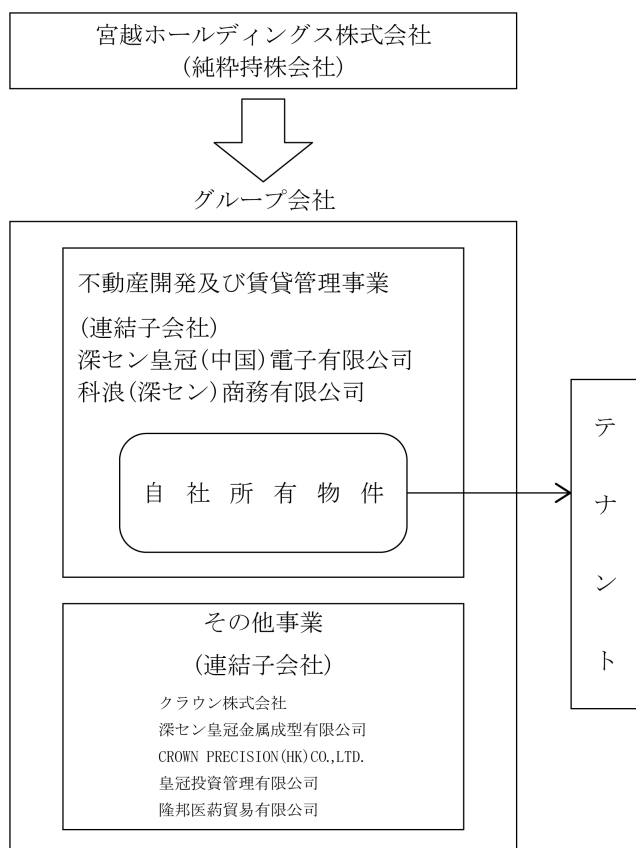 宮越ホールディングス株式会社
(純粋持株会社)
グループ会社
不動産開発及び賃貸管理事業
(連結子会社)
深セン皇冠(中国)電子有限公司
科浪(深セン)商務有限公司
自社所有物件
テナント
その他事業
(連結子会社)
クラウン株式会社
深セン皇冠金属成型有限公司
CROWN PRECISION(HK)CO.,LTD.
皇冠投資管理有限公司
隆邦医葯貿易有限公司